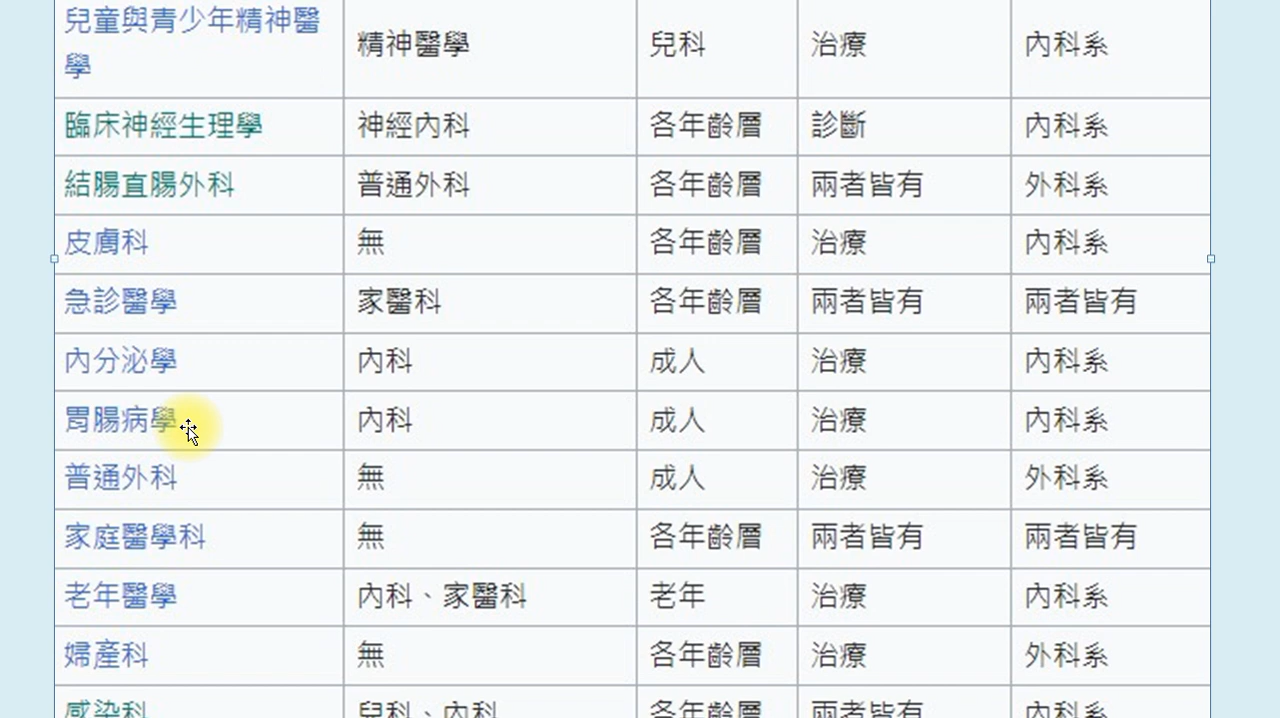 兒童與青少年精神醫
學
精神醫學 兒科 治療 內科系
臨床神經生理學 神經內科 各年齡層 診斷 內科系
結腸直腸外科 普通外科 各年齡層 兩者皆有 外科系
皮膚科 無 各年齡層 治療 內科系
急診醫學 家醫科 各年齡層 兩者皆有 兩者皆有
內分泌學 內科 成人 治療 內科系
胃腸病學 內科 成人 治療 內科系
普通外科 無 成人 治療 外科系
家庭醫學科 無 各年齡層 兩者皆有 兩者皆有
老年醫學 內科、家醫科 老年 治療 內科系
婦產科 無 各年齡層 治療 外科系
感染科 兒科、內科 各年齡層 兩者皆有 內科系